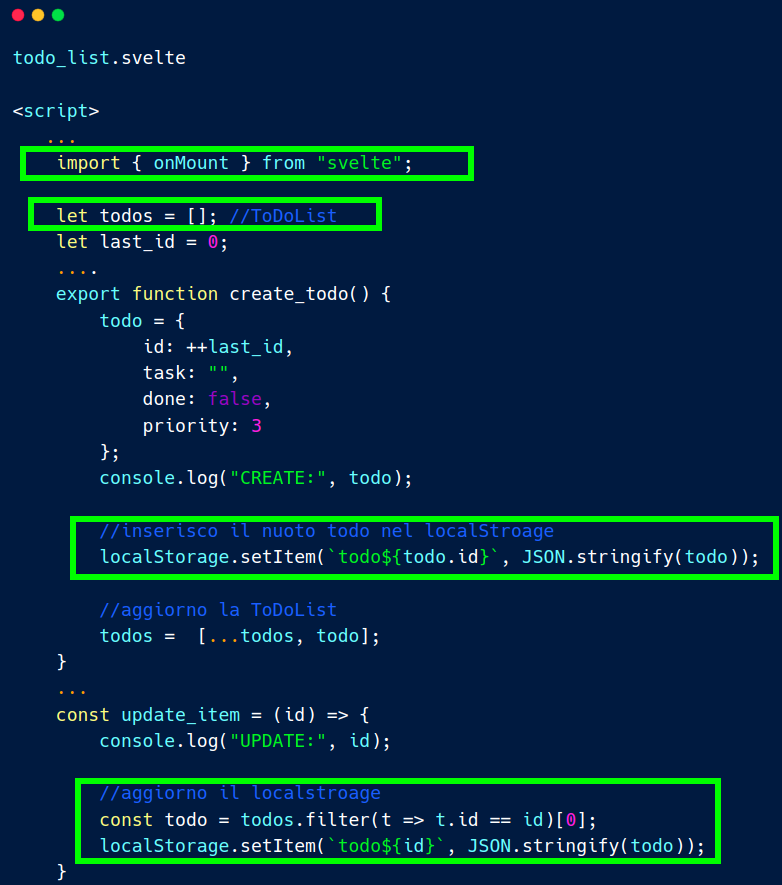 todo_list.svelte
<script>
...
import { onMount } from "svelte";
let todos = []; //ToDoList
let last_id = 0;
....
export function create_todo() {
todo = {
id: ++last_id,
task: "",
done: false,
priority: 3
};
console.log("CREATE:", todo);
//inserisco il nuoto todo nel localStroage
localStorage.setItem(`todo${todo.id}`, JSON.stringify(todo));
//aggiorno la ToDoList
todos =  [...todos, todo];
}
...
const update_item = (id) => {
console.log("UPDATE:", id);
//aggiorno il localstroage
const todo = todos.filter(t => t.id == id)[0];
localStorage.setItem(`todo${id}`, JSON.stringify(todo));
}